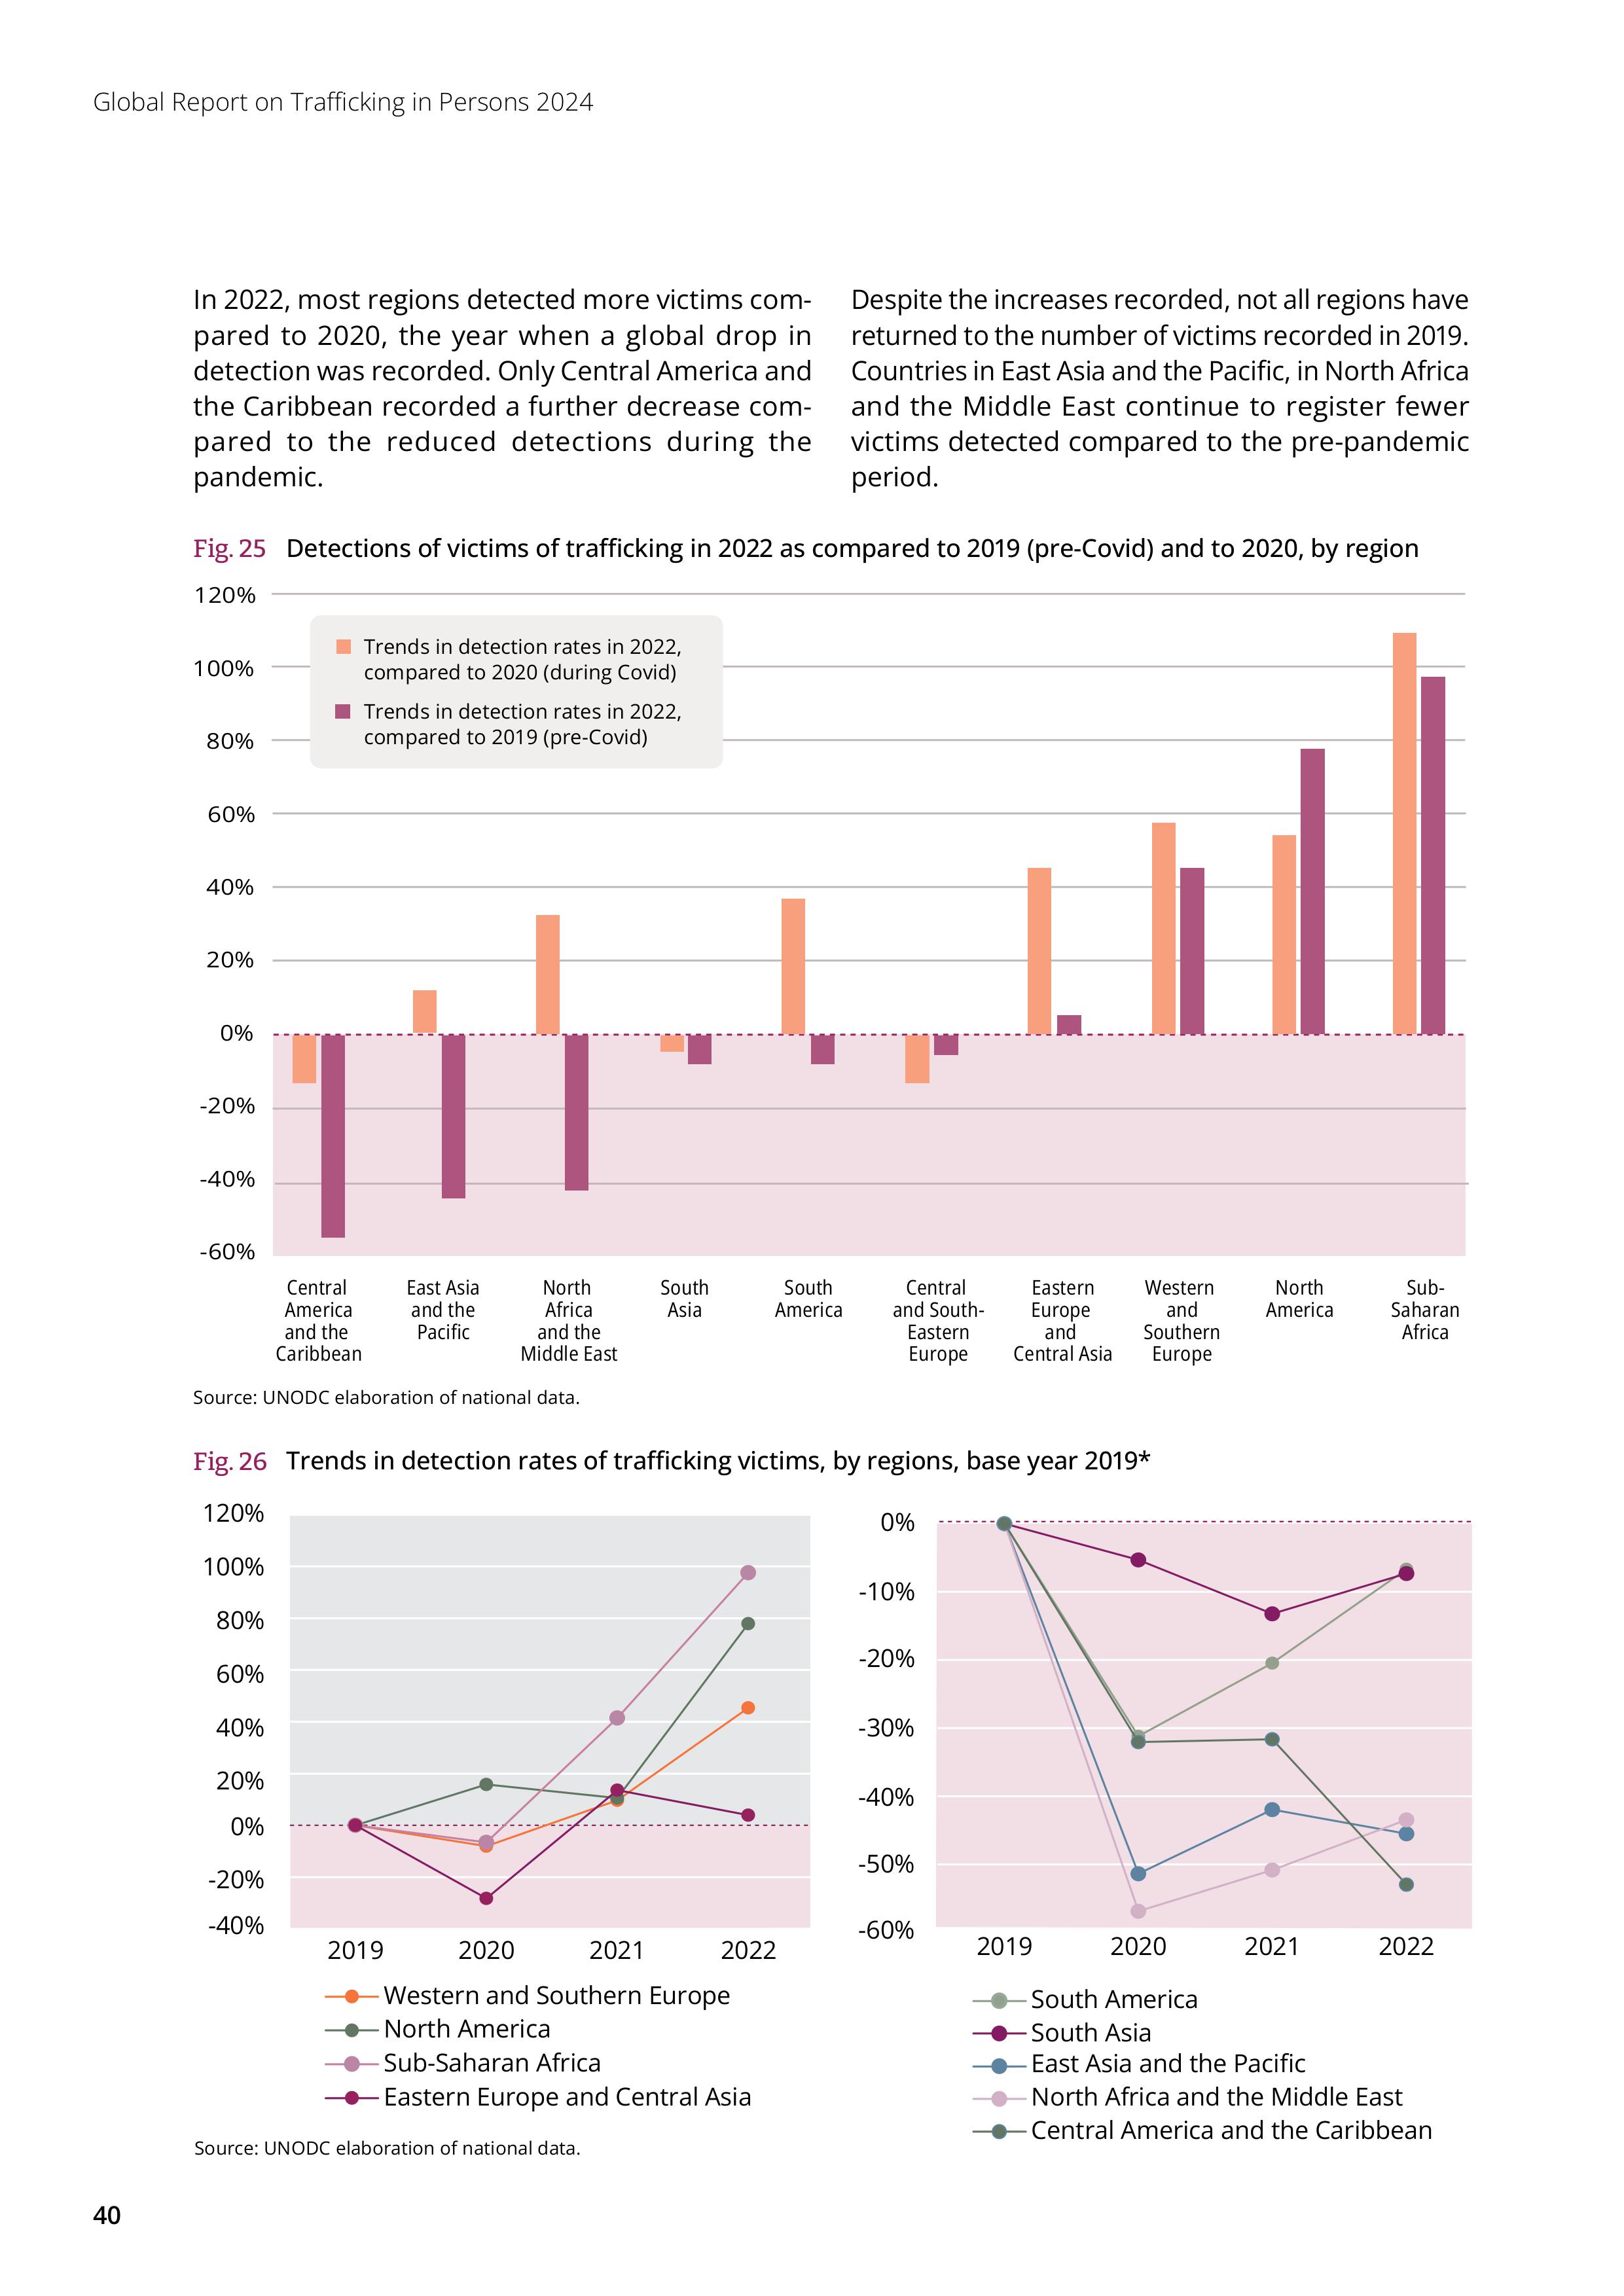 Global Report on Trafficking in Persons 2024
In 2022, most regions detected more victims com-
pared to 2020, the year when a global drop in
detection was recorded. Only Central America and
the Caribbean recorded a further decrease com-
pared to the reduced detections during the
pandemic.
Despite the increases recorded, not all regions have
returned to the number of victims recorded in 2019.
Countries in East Asia and the Pacific, in North Africa
and the Middle East continue to register fewer
victims detected compared to the pre-pandemic
period.
Fig. 25 Detections of victims of trafficking in 2022 as compared to 2019 (pre-Covid) and to 2020, by region
120%
100%
80%
60%
40%
20%
0%
-20%
-40%
-60%
Trends in detection rates in 2022,
compared to 2020 (during Covid)
Trends in detection rates in 2022,
compared to 2019 (pre-Covid)
Central
America
and the
Caribbean
East Asia
and the
Pacific
North
Africa
and the
Middle East
South
Asia
South
America
Central
and South-
Eastern
Europe
Eastern
Europe
and
Central Asia
Western
and
Southern
Europe
North
America
Sub-
Saharan
Africa
Source: UNODC elaboration of national data.
Fig. 26 Trends in detection rates of trafficking victims, by regions, base year 2019*
120%
100%
80%
60%
40%
20%
0%
-20%
-40%
2019 2020 2021 2022
Western and Southern Europe
North America
Sub-Saharan Africa
Eastern Europe and Central Asia
0%
-10%
-20%
-30%
-40%
-50%
-60%
2019 2020 2021 2022
South America
South Asia
East Asia and the Pacific
North Africa and the Middle East
Central America and the Caribbean
Source: UNODC elaboration of national data.
40